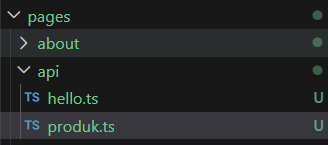 pages
about
api
TS hello.ts U
TS produk.ts U